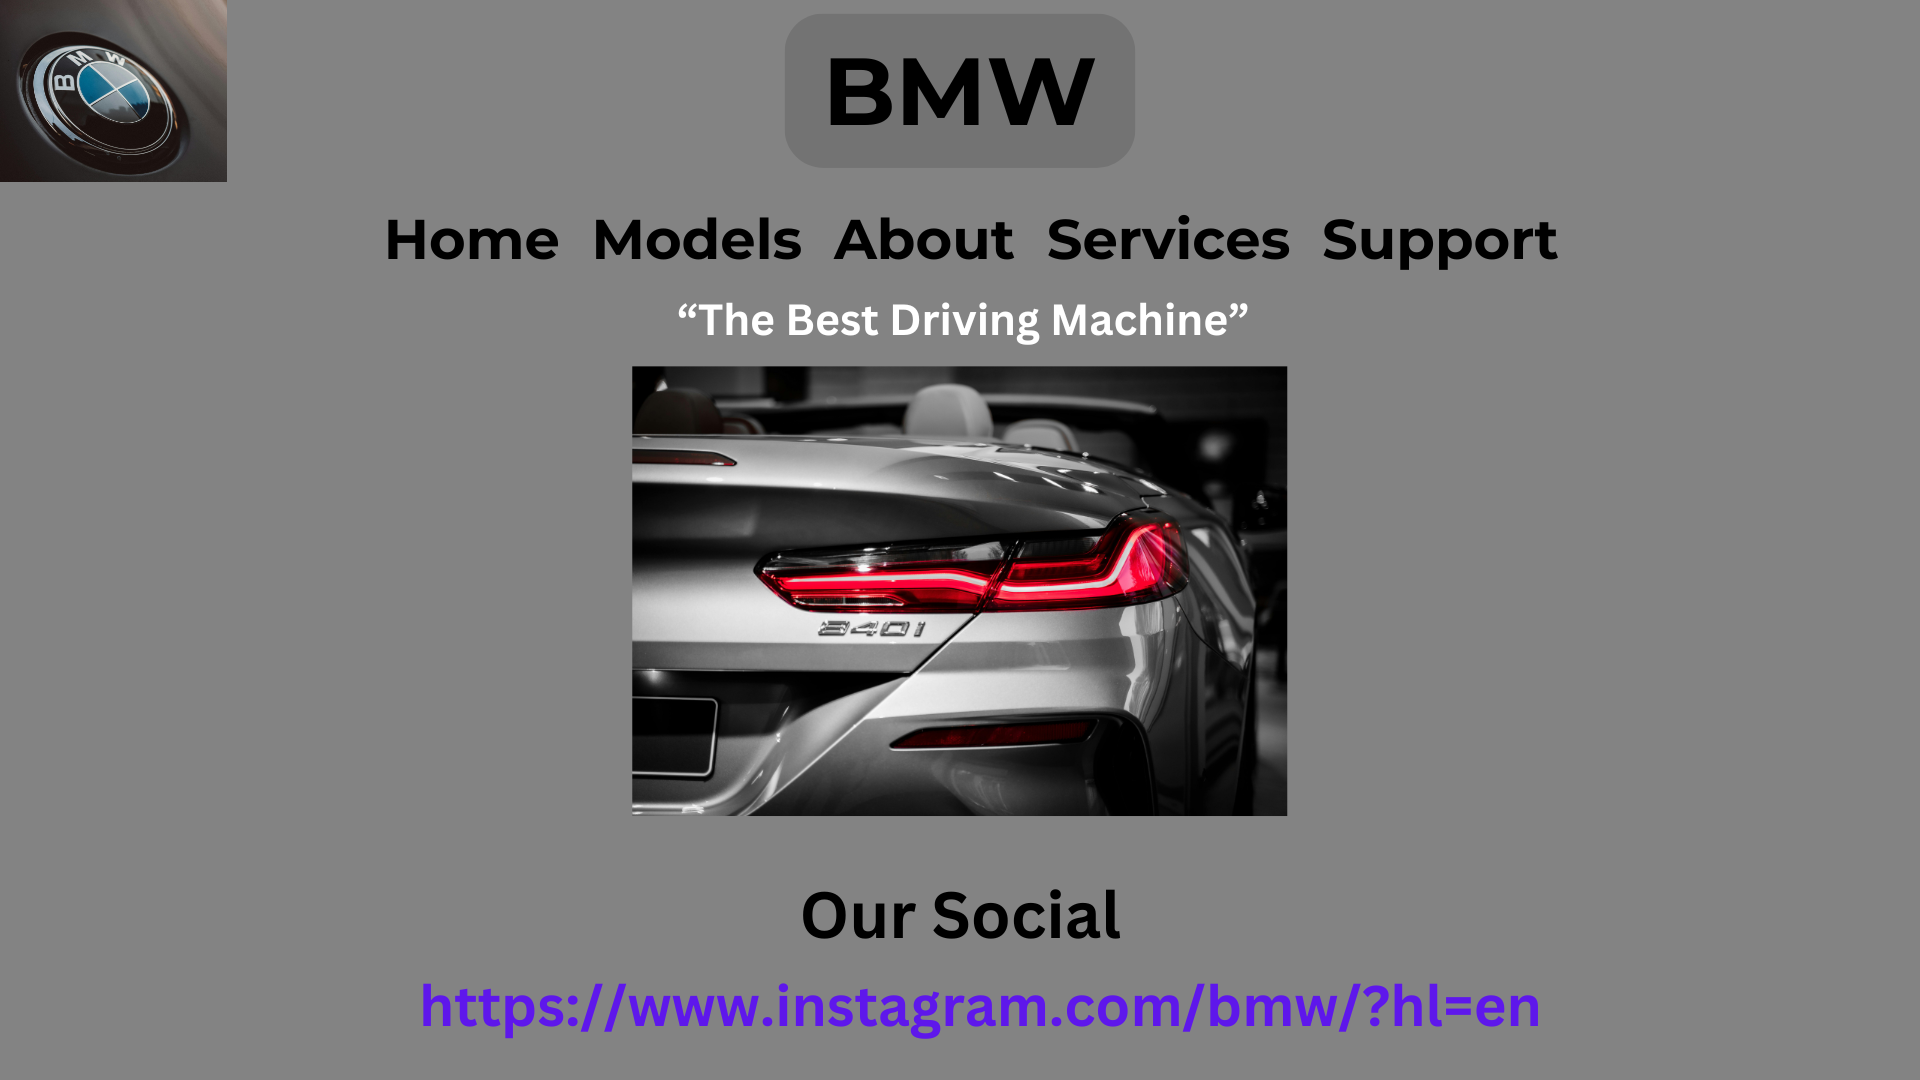 BMW
BMW
Home Models About Services Support
“The Best Driving Machine”
840i
Our Social
https://www.instagram.com/bmw/?hl=en